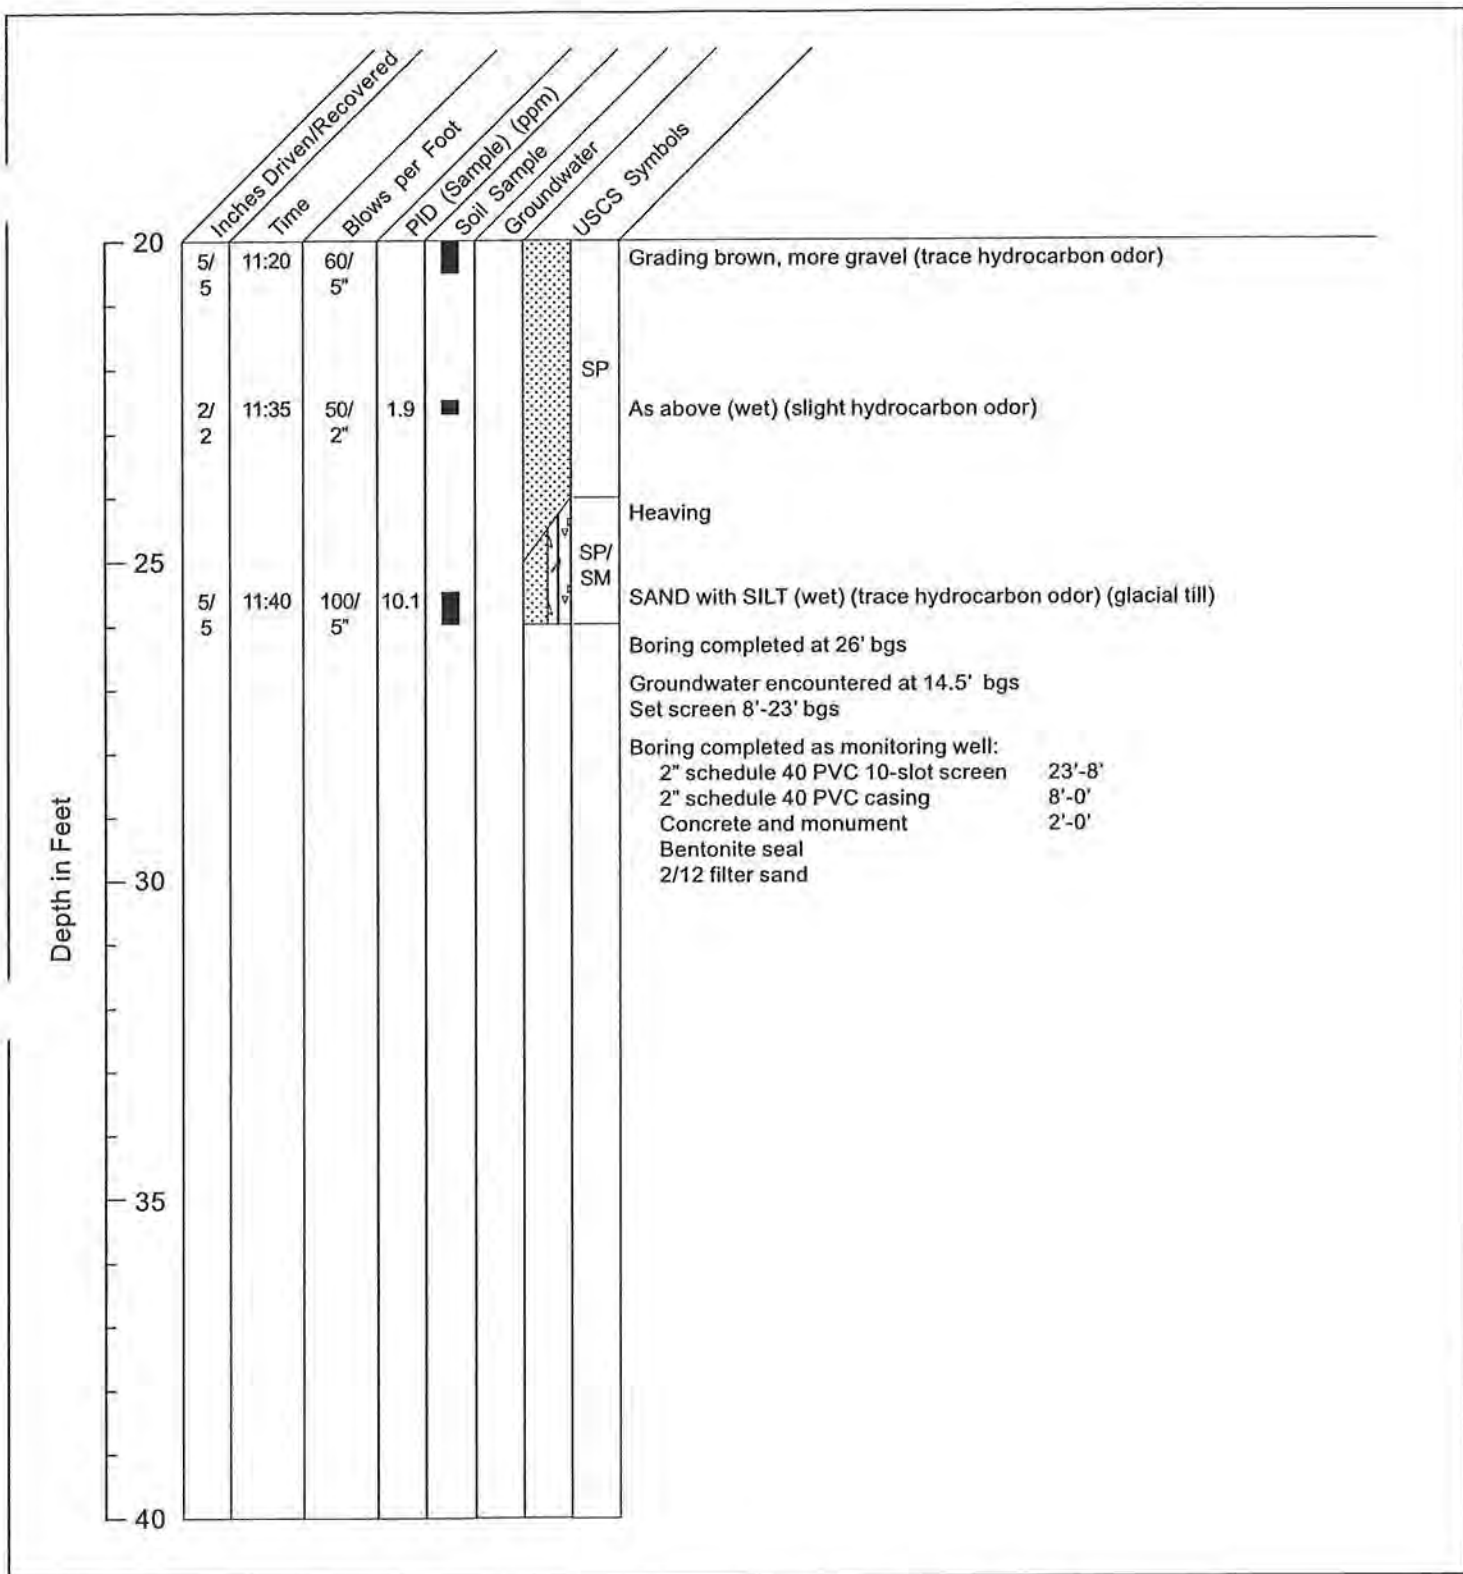 Inches Driven/Recovered
Time
Blows per Foot
PID (Sample) (ppm)
Soil Sample
Groundwater
USCS Symbols
20
5/ 11:20 60/ Grading brown, more gravel (trace hydrocarbon odor)
5 5"
SP
2/ 11:35 50/ 1.9 As above (wet) (slight hydrocarbon odor)
2 2"
Heaving
25
SP/
SM
5/ 11:40 100/ 10.1 SAND with SILT (wet) (trace hydrocarbon odor) (glacial till)
5 5"
Boring completed at 26' bgs
Groundwater encountered at 14.5' bgs
Set screen 8'-23' bgs
Boring completed as monitoring well:
2" schedule 40 PVC 10-slot screen 23'-8'
2" schedule 40 PVC casing 8'-0'
Concrete and monument 2'-0'
Bentonite seal
2/12 filter sand
Depth in Feet
30
35
40